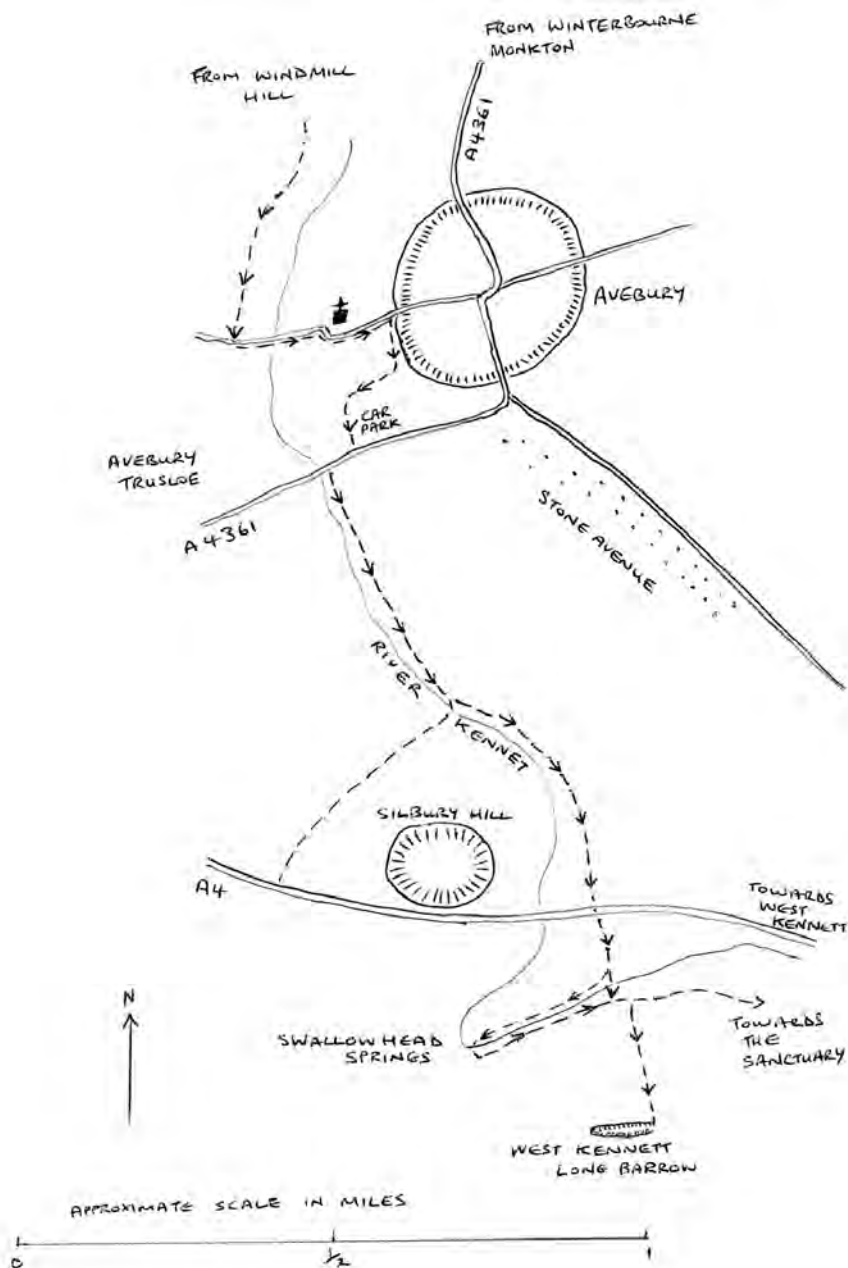 FROM WINTERBOURNE
MONKTON
FROM WINDMILL
HILL
A4361
AVEBURY
CAR
PARK
AVEBURY
TRUSLOE
A4361
STONE AVENUE
RIVER
KENNET
SILBURY HILL
A4
TOWARDS
WEST
KENNETT
N
SWALLOWHEAD
SPRINGS
TOWARDS
THE
SANCTUARY
WEST KENNETT
LONG BARROW
APPROXIMATE SCALE IN MILES
0 1/2 1